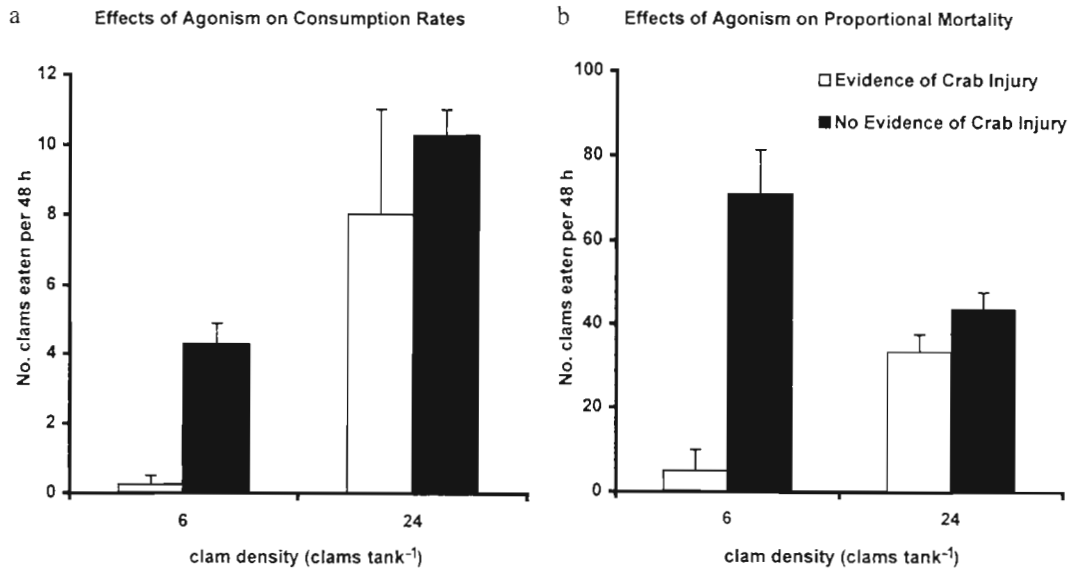 a
Effects of Agonism on Consumption Rates
No. clams eaten per 48 h
12
10
8
6
4
2
0
6
24
clam density (clams tank⁻¹)
b
Effects of Agonism on Proportional Mortality
Evidence of Crab Injury
No Evidence of Crab Injury
No. clams eaten per 48 h
100
80
60
40
20
0
6
24
clam density (clams tank⁻¹)